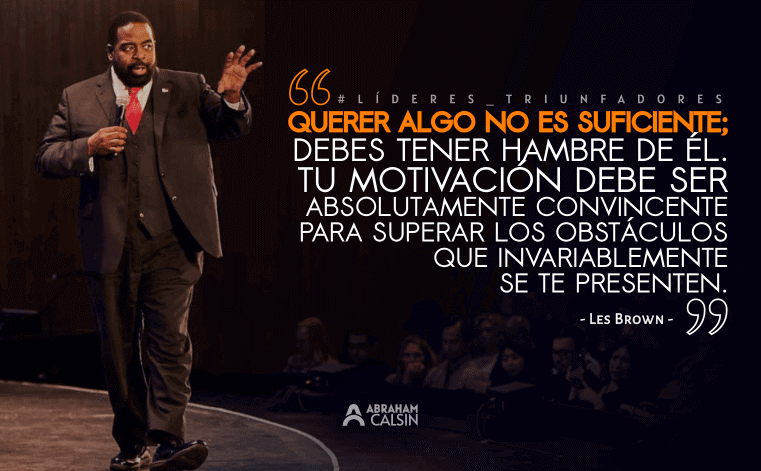 #LÍDERES_TRIUNFADORES
QUERER ALGO NO ES SUFICIENTE;
DEBES TENER HAMBRE DE ÉL.
TU MOTIVACIÓN DEBE SER
ABSOLUTAMENTE CONVINCENTE
PARA SUPERAR LOS OBSTÁCULOS
QUE INVARIABLEMENTE
SE TE PRESENTEN.
- LES BROWN -
ABRAHAM
CALSIN